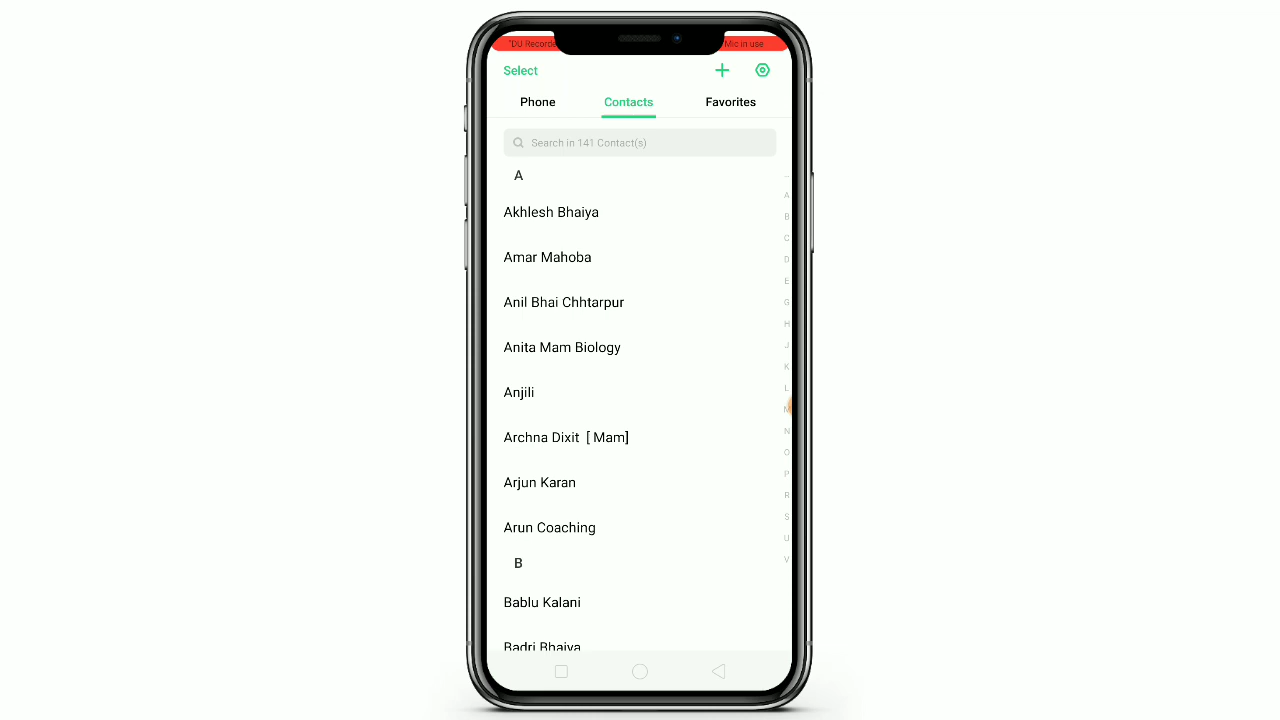 "DU Recorde
Mic in use
Select
Phone Contacts Favorites
Search in 141 Contact(s)
A
Akhlesh Bhaiya
Amar Mahoba
Anil Bhai Chhtarpur
Anita Mam Biology
Anjili
Archna Dixit [ Mam]
Arjun Karan
Arun Coaching
B
Bablu Kalani
Badri Bhaiya
A
B
C
D
E
G
H
J
K
L
M
N
O
P
R
S
U
V